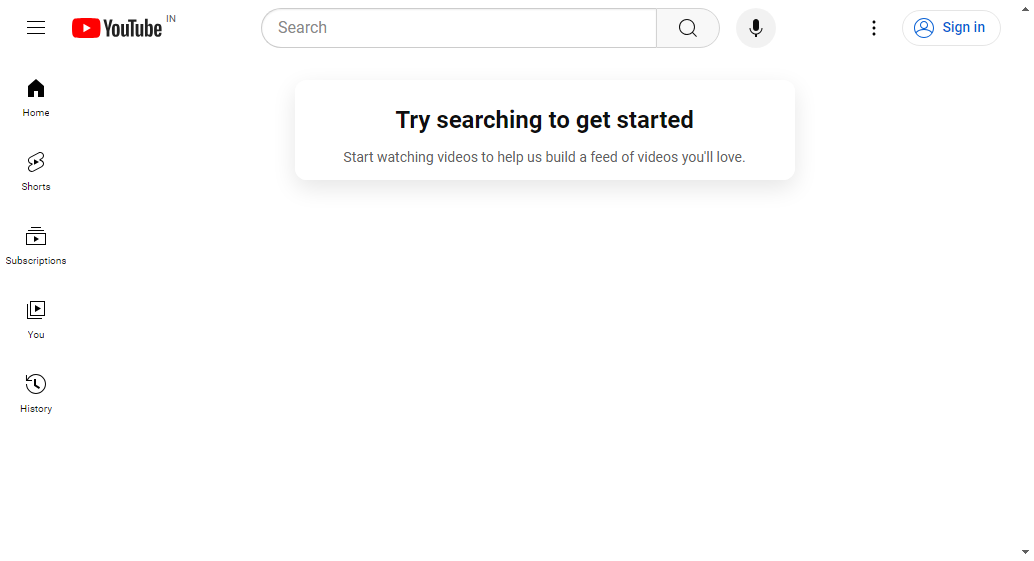 YouTube IN
Search
Sign in
Home
Shorts
Subscriptions
You
History
Try searching to get started
Start watching videos to help us build a feed of videos you'll love.